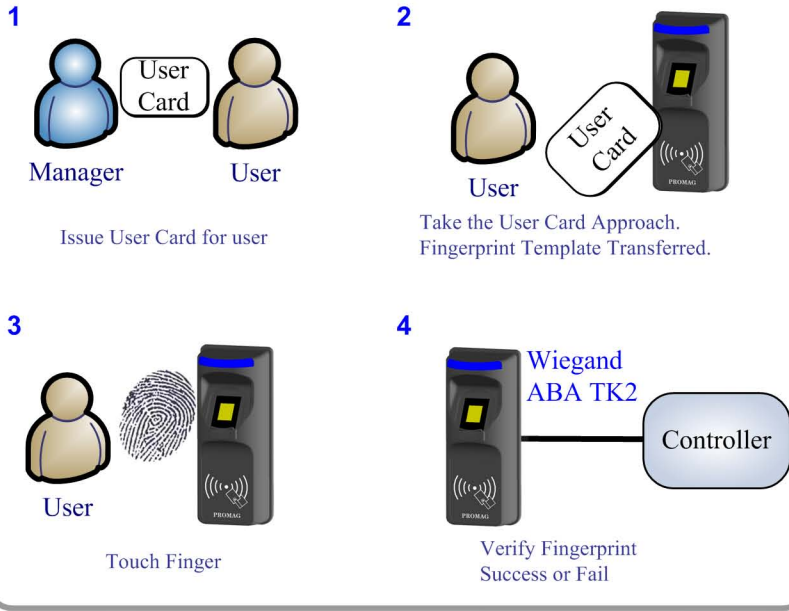 1
User
Card
Manager
User
Issue User Card for user
2
User
Card
PROMAG
User
Take the User Card Approach.
Fingerprint Template Transferred.
3
PROMAG
User
Touch Finger
4
Wiegand
ABA TK2
Controller
PROMAG
Verify Fingerprint
Success or Fail